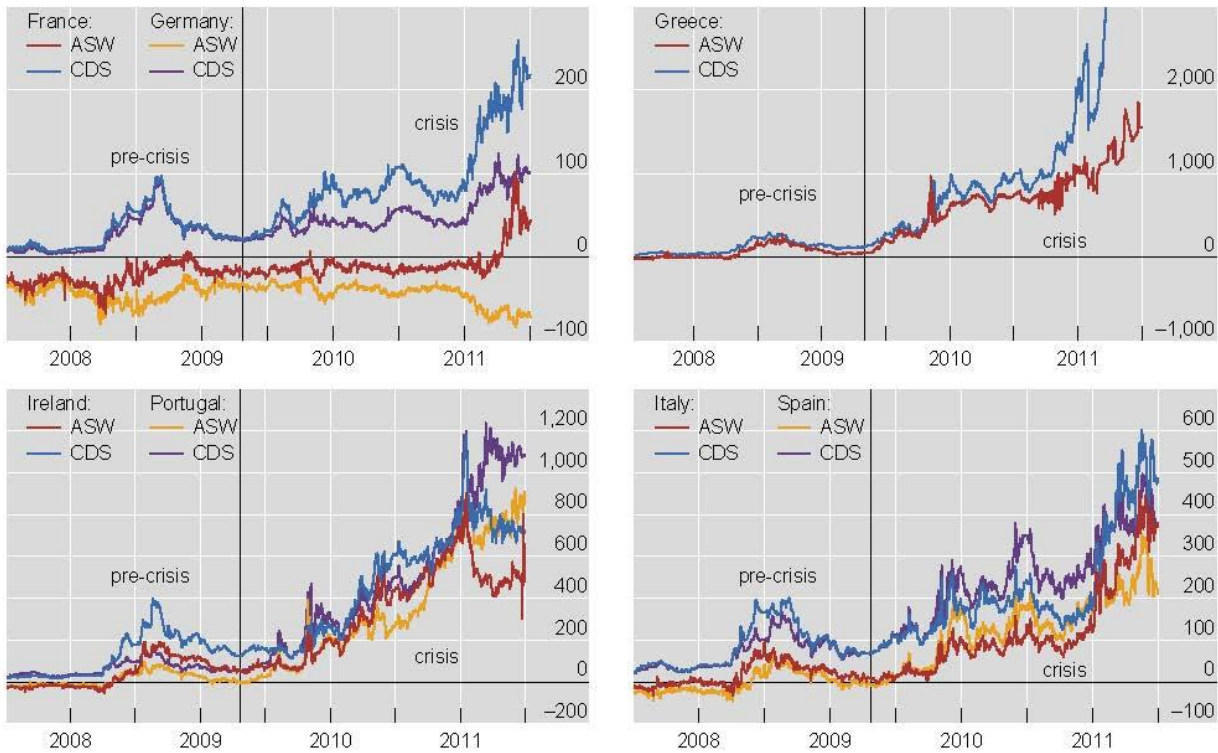 France: Germany:
ASW ASW
CDS CDS
200
crisis
pre-crisis
100
0
–100
2008 2009 2010 2011
Greece:
ASW
CDS
2,000
1,000
pre-crisis
crisis
0
–1,000
2008 2009 2010 2011
Ireland: Portugal:
ASW ASW
CDS CDS
1,200
1,000
800
600
pre-crisis
400
200
crisis
0
–200
2008 2009 2010 2011
Italy: Spain:
ASW ASW
CDS CDS
600
500
400
300
pre-crisis
200
100
crisis
0
–100
2008 2009 2010 2011